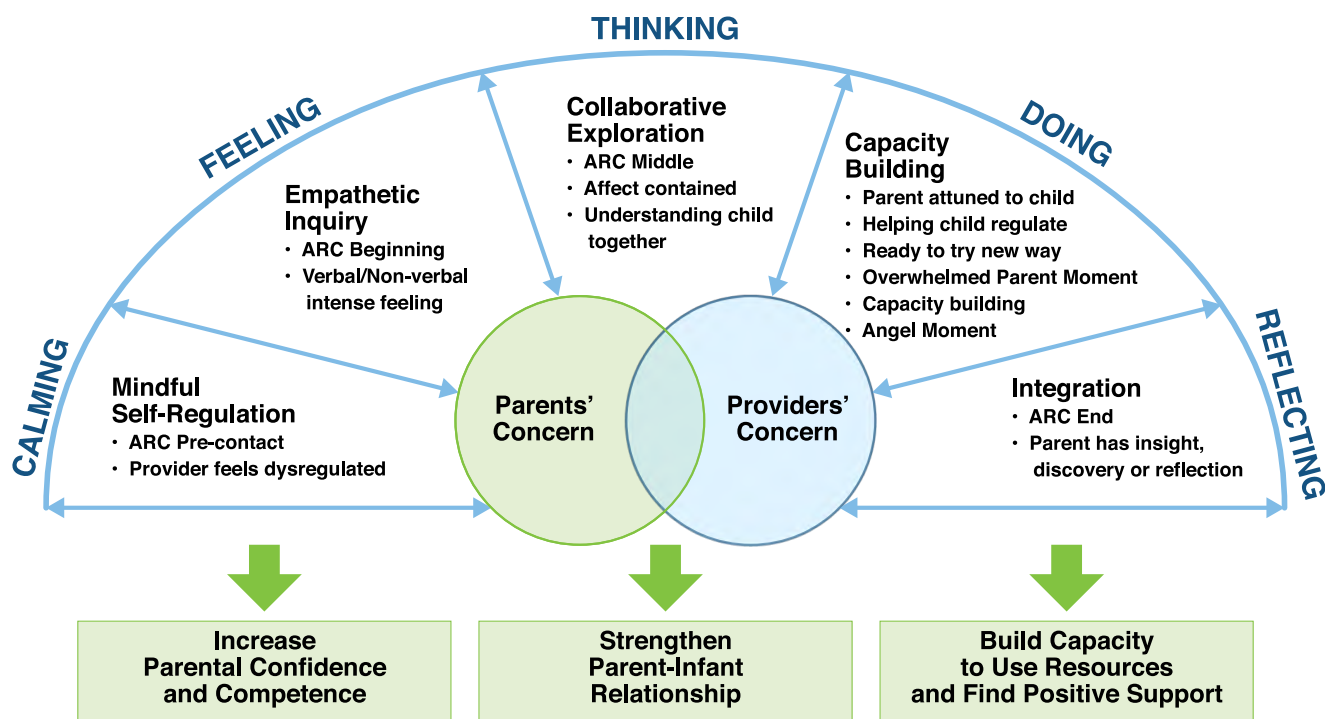 THINKING
FEELING
DOING
CALMING
REFLECTING
Mindful
Self-Regulation
• ARC Pre-contact
• Provider feels dysregulated
Empathetic
Inquiry
• ARC Beginning
• Verbal/Non-verbal
intense feeling
Collaborative
Exploration
• ARC Middle
• Affect contained
• Understanding child
together
Capacity
Building
• Parent attuned to child
• Helping child regulate
• Ready to try new way
• Overwhelmed Parent Moment
• Capacity building
• Angel Moment
Integration
• ARC End
• Parent has insight,
discovery or reflection
Parents’
Concern
Providers’
Concern
Increase
Parental Confidence
and Competence
Strengthen
Parent-Infant
Relationship
Build Capacity
to Use Resources
and Find Positive Support